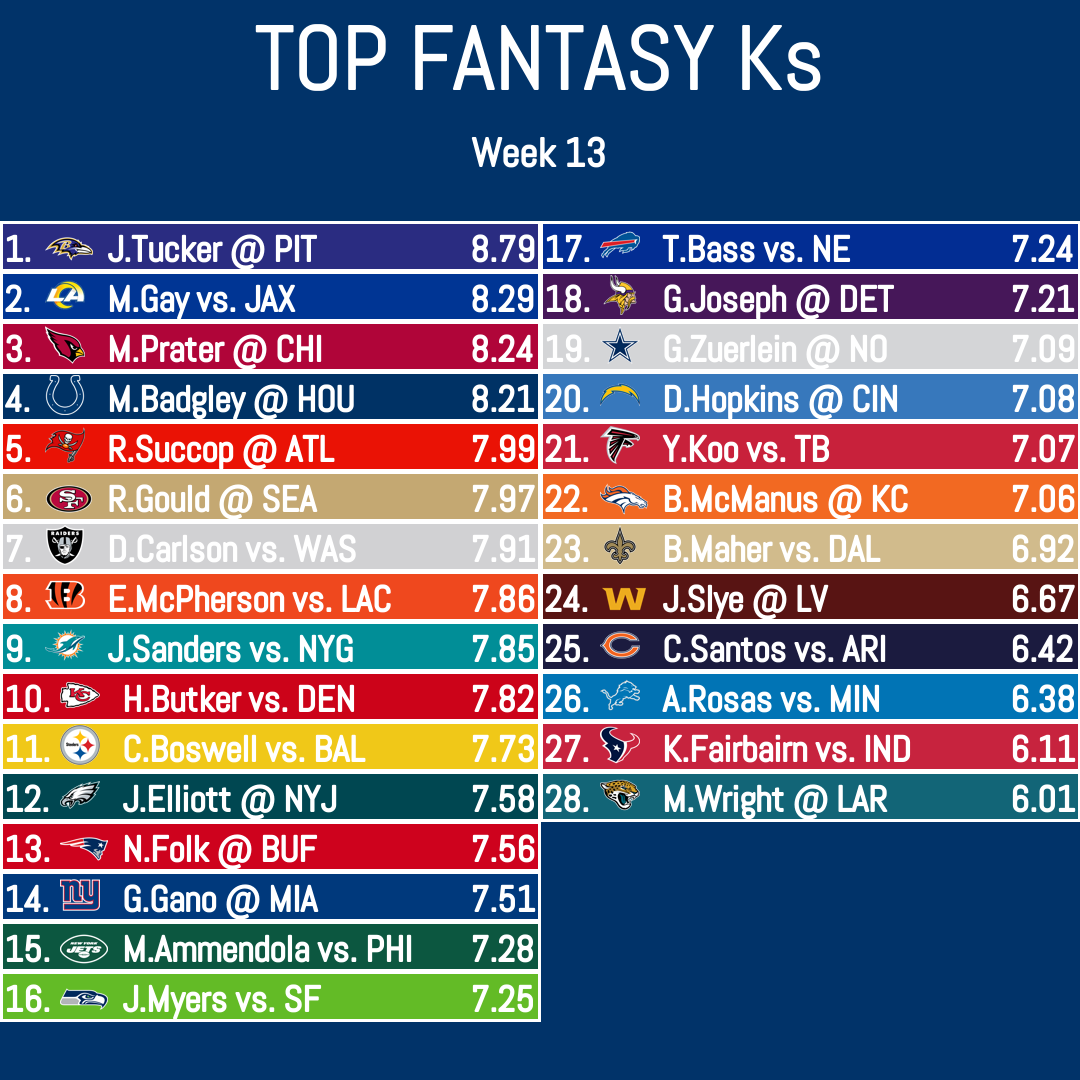 TOP FANTASY Ks
Week 13
1. J.Tucker @ PIT 8.79
2. M.Gay vs. JAX 8.29
3. M.Prater @ CHI 8.24
4. M.Badgley @ HOU 8.21
5. R.Succop @ ATL 7.99
6. R.Gould @ SEA 7.97
7. RAIDERS D.Carlson vs. WAS 7.91
8. E.McPherson vs. LAC 7.86
9. J.Sanders vs. NYG 7.85
10. KC H.Butker vs. DEN 7.82
11. Steelers C.Boswell vs. BAL 7.73
12. J.Elliott @ NYJ 7.58
13. N.Folk @ BUF 7.56
14. ny G.Gano @ MIA 7.51
15. NEW YORK JETS M.Ammendola vs. PHI 7.28
16. J.Myers vs. SF 7.25
17. T.Bass vs. NE 7.24
18. G.Joseph @ DET 7.21
19. G.Zuerlein @ NO 7.09
20. D.Hopkins @ CIN 7.08
21. Y.Koo vs. TB 7.07
22. B.McManus @ KC 7.06
23. B.Maher vs. DAL 6.92
24. W J.Slye @ LV 6.67
25. C C.Santos vs. ARI 6.42
26. A.Rosas vs. MIN 6.38
27. K.Fairbairn vs. IND 6.11
28. M.Wright @ LAR 6.01